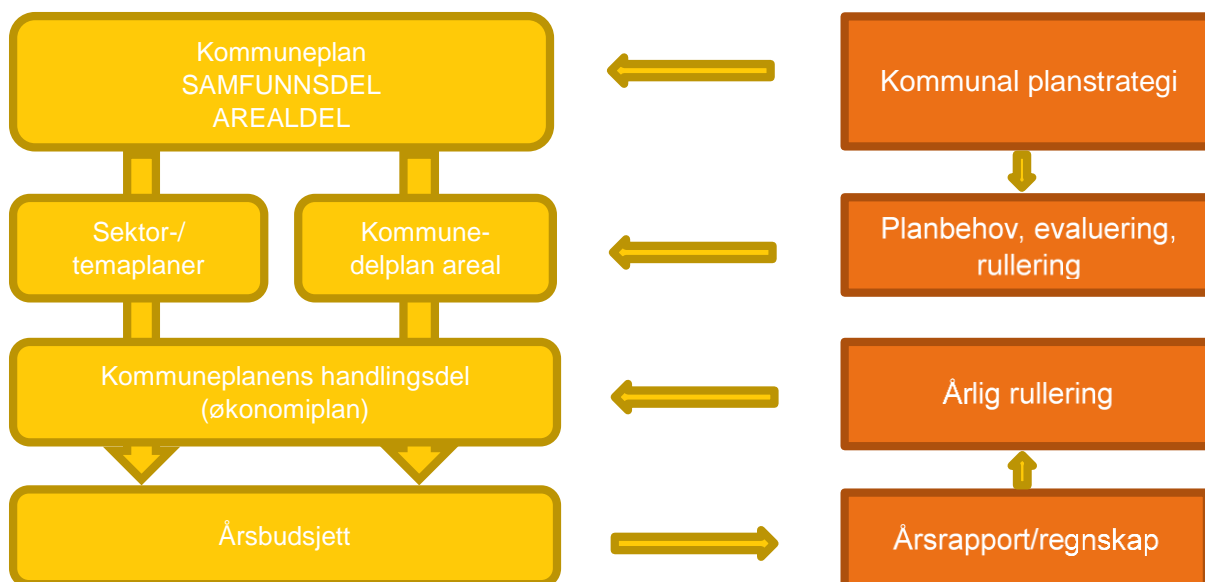 Kommuneplan
SAMFUNNSDEL
AREALDEL
Kommunal planstrategi
Sektor-/
temaplaner
Kommune-
delplan areal
Planbehov, evaluering,
rullering
Kommuneplanens handlingsdel
(økonomiplan)
Årlig rullering
Årsbudsjett
Årsrapport/regnskap